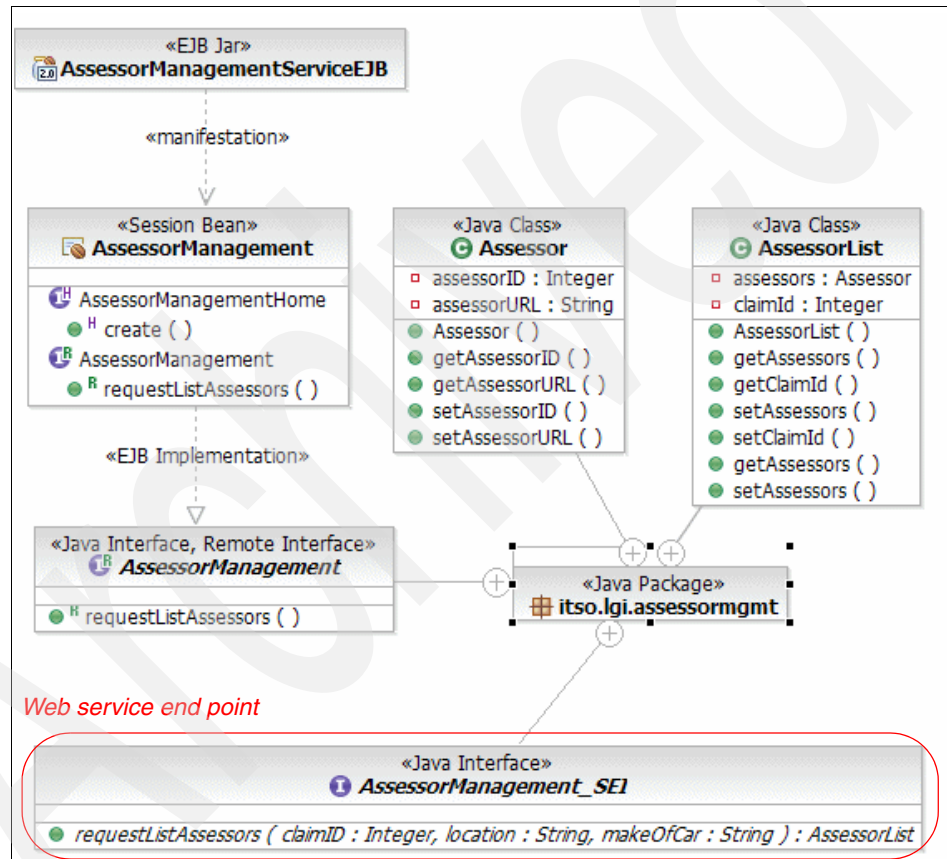 «EJB Jar»
2.0 AssessorManagementServiceEJB
«manifestation»
«Session Bean»
AssessorManagement
I H AssessorManagementHome
H create ( )
I R AssessorManagement
R requestListAssessors ( )
«EJB Implementation»
«Java Interface, Remote Interface»
I R AssessorManagement
R requestListAssessors ( )
«Java Class»
C Assessor
assessorID : Integer
assessorURL : String
Assessor ( )
getAssessorID ( )
getAssessorURL ( )
setAssessorID ( )
setAssessorURL ( )
«Java Class»
C AssessorList
assessors : Assessor
claimId : Integer
AssessorList ( )
getAssessors ( )
getClaimId ( )
setAssessors ( )
setClaimId ( )
getAssessors ( )
setAssessors ( )
«Java Package»
itso.lgi.assessormgmt
Web service end point
«Java Interface»
I AssessorManagement_SEI
requestListAssessors ( claimID : Integer, location : String, makeOfCar : String ) : AssessorList
Archived